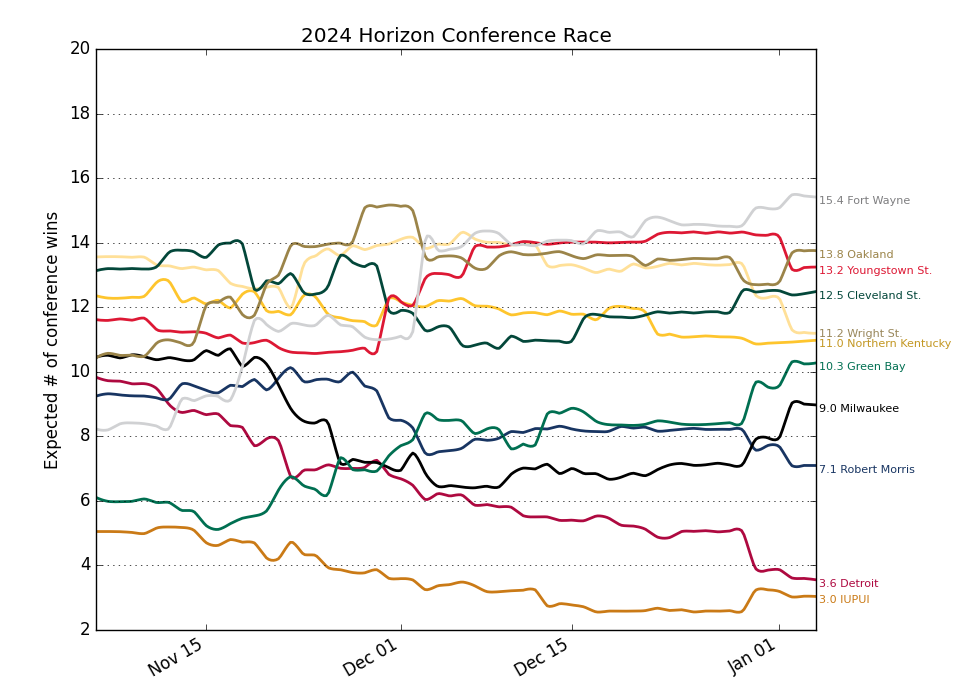 2024 Horizon Conference Race
Expected # of conference wins
20
18
16
14
12
10
8
6
4
2
15.4 Fort Wayne
13.8 Oakland
13.2 Youngstown St.
12.5 Cleveland St.
11.2 Wright St.
11.0 Northern Kentucky
10.3 Green Bay
9.0 Milwaukee
7.1 Robert Morris
3.6 Detroit
3.0 IUPUI
Nov 15
Dec 01
Dec 15
Jan 01